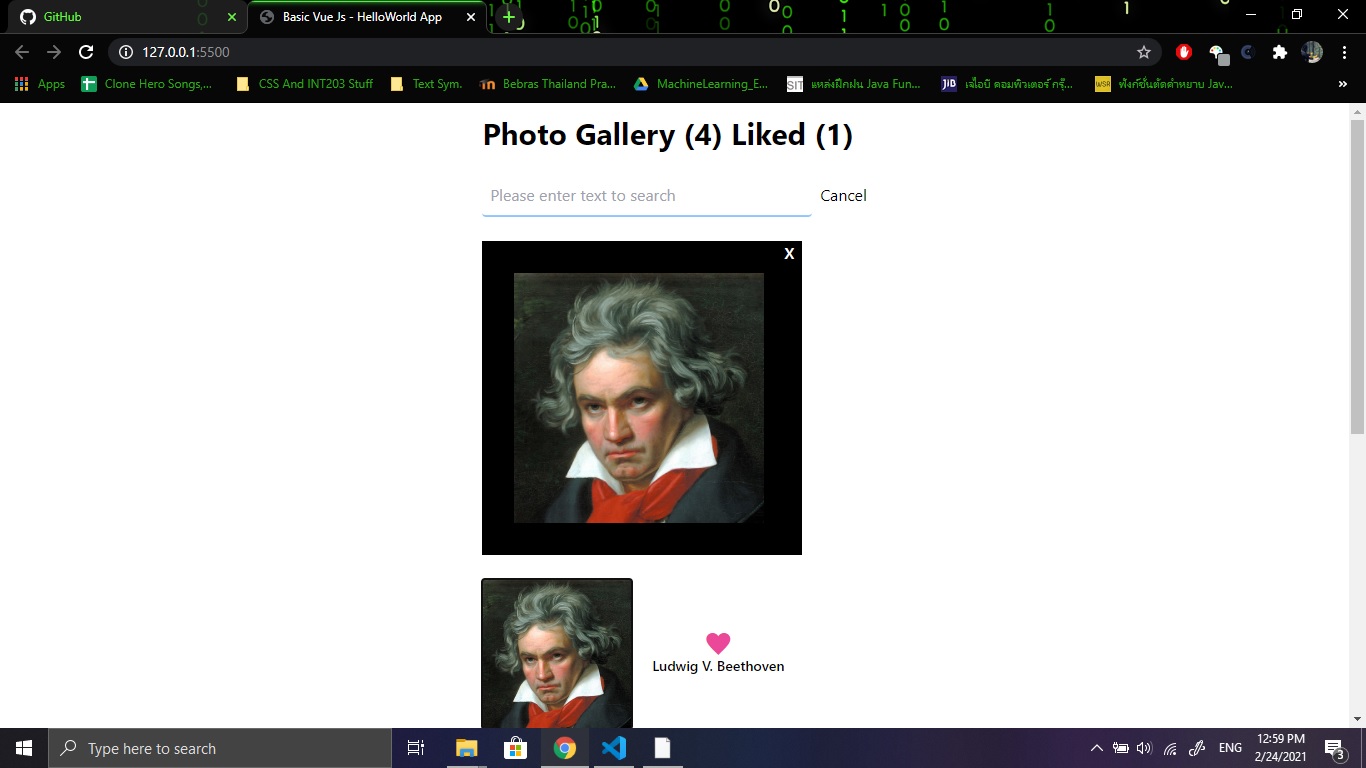 GitHub
Basic Vue Js - HelloWorld App
127.0.0.1:5500
Apps
Clone Hero Songs,...
CSS And INT203 Stuff
Text Sym.
Bebras Thailand Pra...
MachineLearning_E...
SIT
แหล่งฝึกฝน Java Fun...
JID
เจไอบี คอมพิวเตอร์ กรุ๊...
WSR
ฟังก์ชั่นตัดคำหยาบ Jav...
»
Photo Gallery (4) Liked (1)
Please enter text to search
Cancel
X
Ludwig V. Beethoven
Type here to search
ENG
12:59 PM
2/24/2021
3